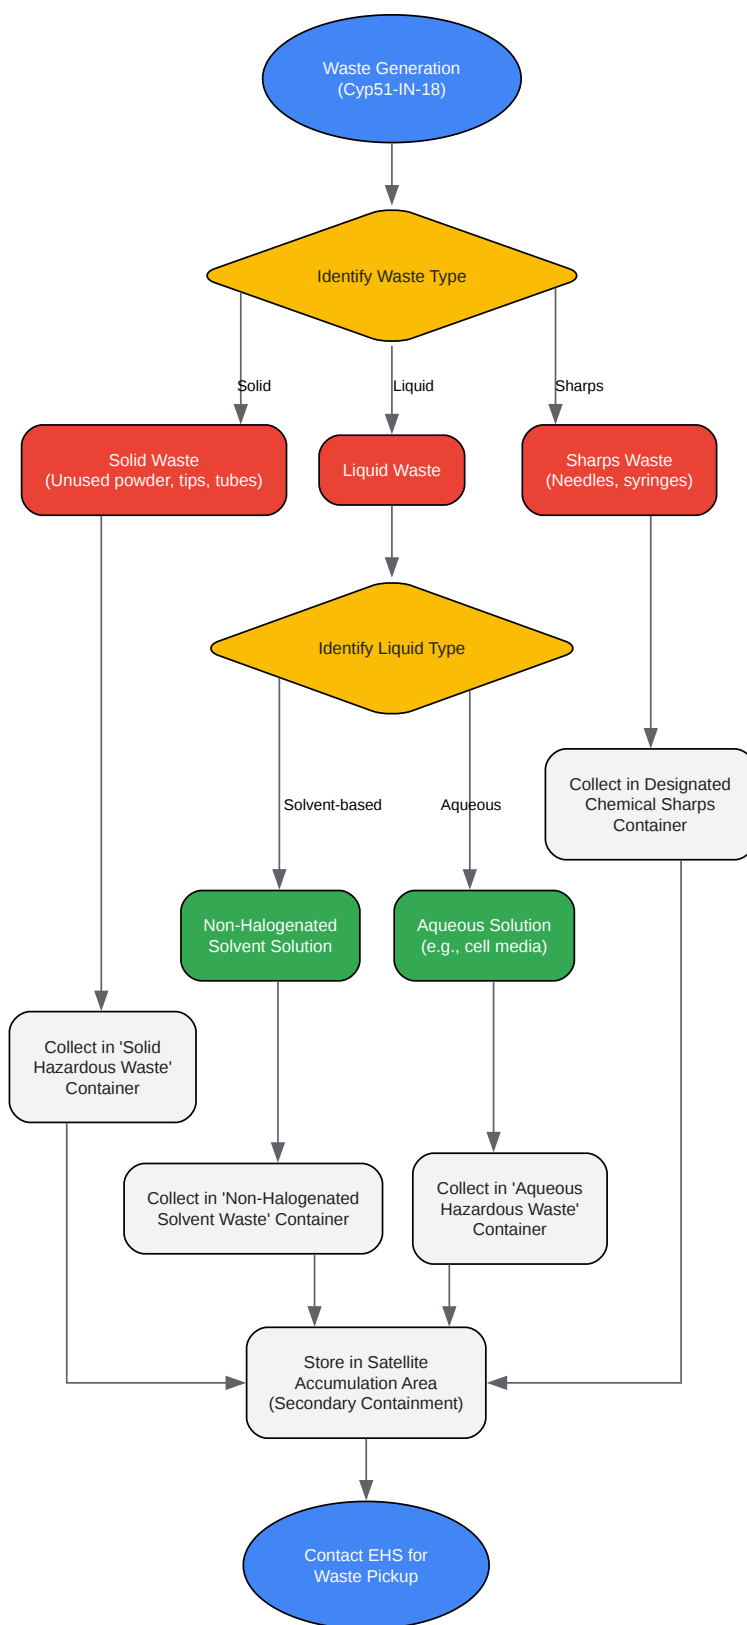 Waste Generation
(Cyp51-IN-18)
Identify Waste Type
Solid
Liquid
Sharps
Solid Waste
(Unused powder, tips, tubes)
Liquid Waste
Sharps Waste
(Needles, syringes)
Identify Liquid Type
Collect in Designated
Chemical Sharps
Container
Solvent-based
Aqueous
Non-Halogenated
Solvent Solution
Aqueous Solution
(e.g., cell media)
Collect in 'Solid
Hazardous Waste'
Container
Collect in 'Non-Halogenated
Solvent Waste' Container
Collect in 'Aqueous
Hazardous Waste'
Container
Store in Satellite
Accumulation Area
(Secondary Containment)
Contact EHS for
Waste Pickup